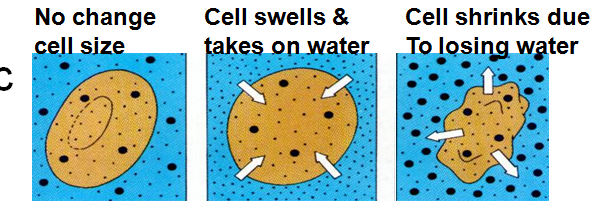 No change
cell size
Cell swells &
takes on water
Cell shrinks due
To losing water
C